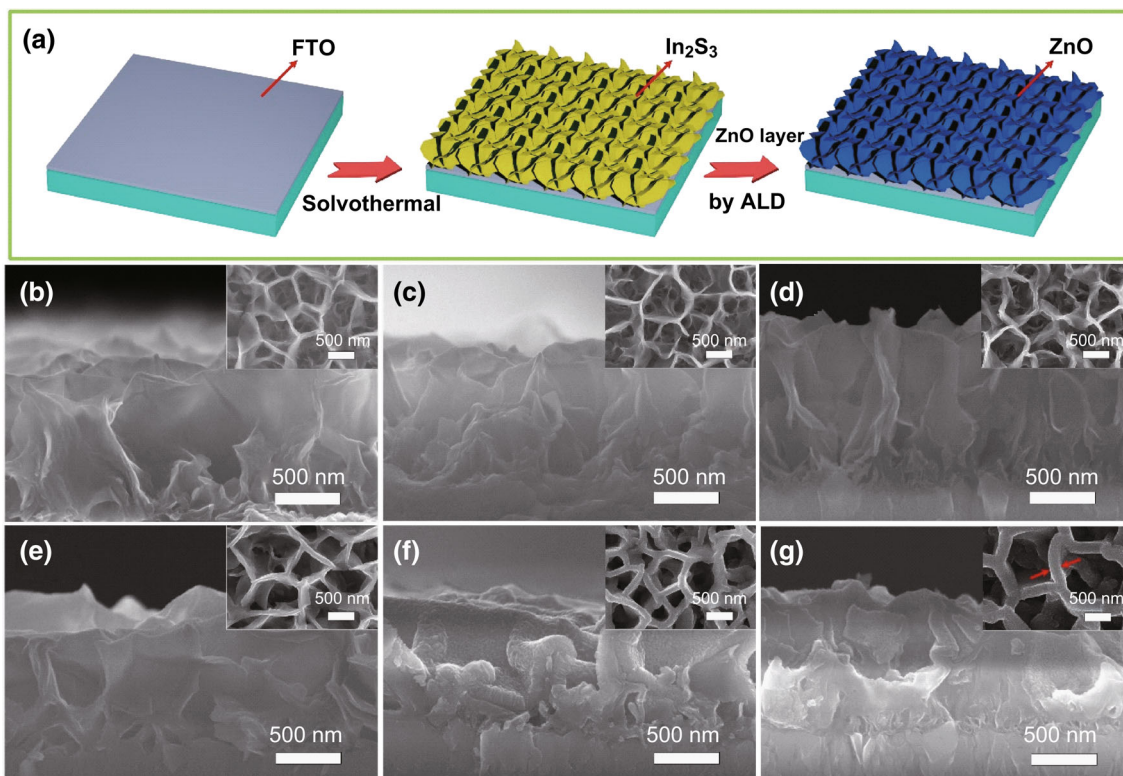 (a)
FTO
In₂S₃
ZnO
Solvothermal
ZnO layer
by ALD
(b)
500 nm
500 nm
(c)
500 nm
500 nm
(d)
500 nm
500 nm
(e)
500 nm
500 nm
(f)
500 nm
500 nm
(g)
500 nm
500 nm